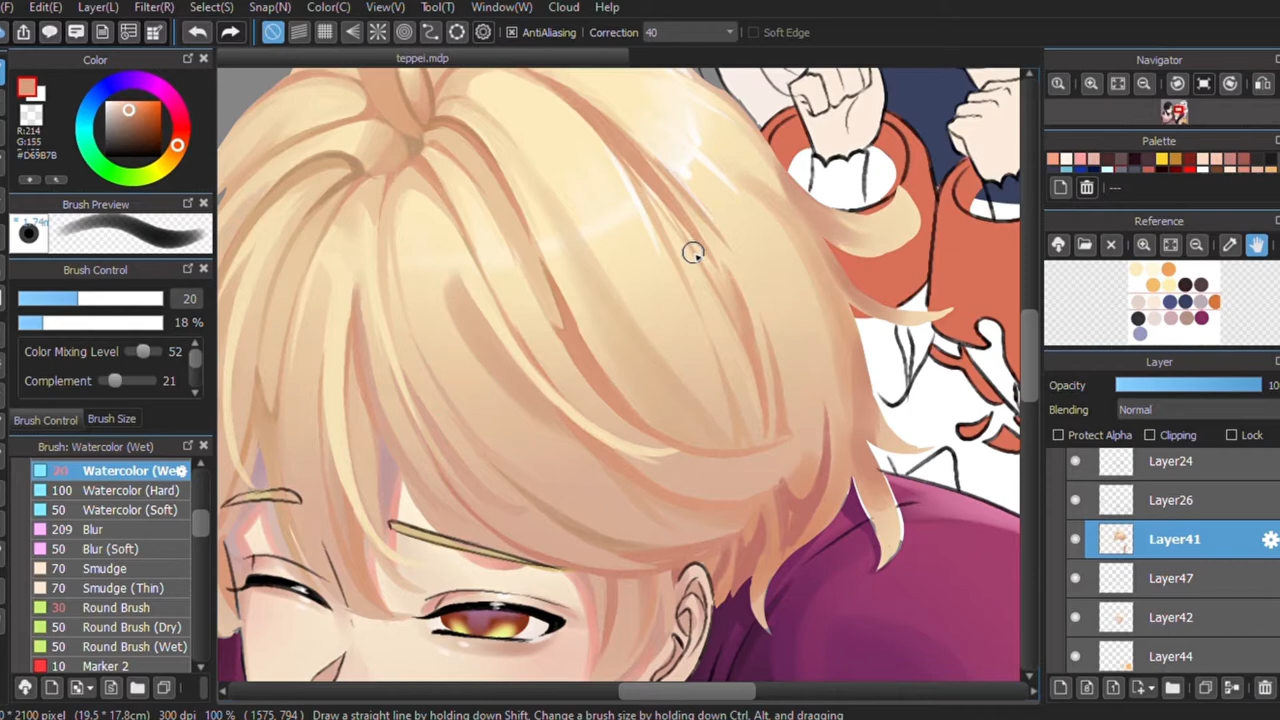 (F) Edit(E) Layer(L) Filter(R) Select(S) Snap(N) Color(C) View(V) Tool(T) Window(W) Cloud Help
AntiAliasing Correction 40 Soft Edge
Color
teppei.mdp
Navigator
R:214
G:155
#D69B7B
Palette
---
Brush Preview
Reference
Brush Control
20
18 %
Color Mixing Level 52
Complement 21
Brush Control Brush Size
Brush: Watercolor (Wet)
20 Watercolor (We
100 Watercolor (Hard)
50 Watercolor (Soft)
209 Blur
50 Blur (Soft)
70 Smudge
70 Smudge (Thin)
30 Round Brush
50 Round Brush (Dry)
50 Round Brush (Wet)
10 Marker 2
Layer
Opacity 10
Blending Normal
Protect Alpha Clipping Lock
Layer24
Layer26
Layer41
Layer47
Layer42
Layer44
0 * 2100 pixel (19.5 * 17.8cm) 300 dpi 100 % ( 1575, 794 ) Draw a straight line by holding down Shift, Change a brush size by holding down Ctrl, Alt, and dragging